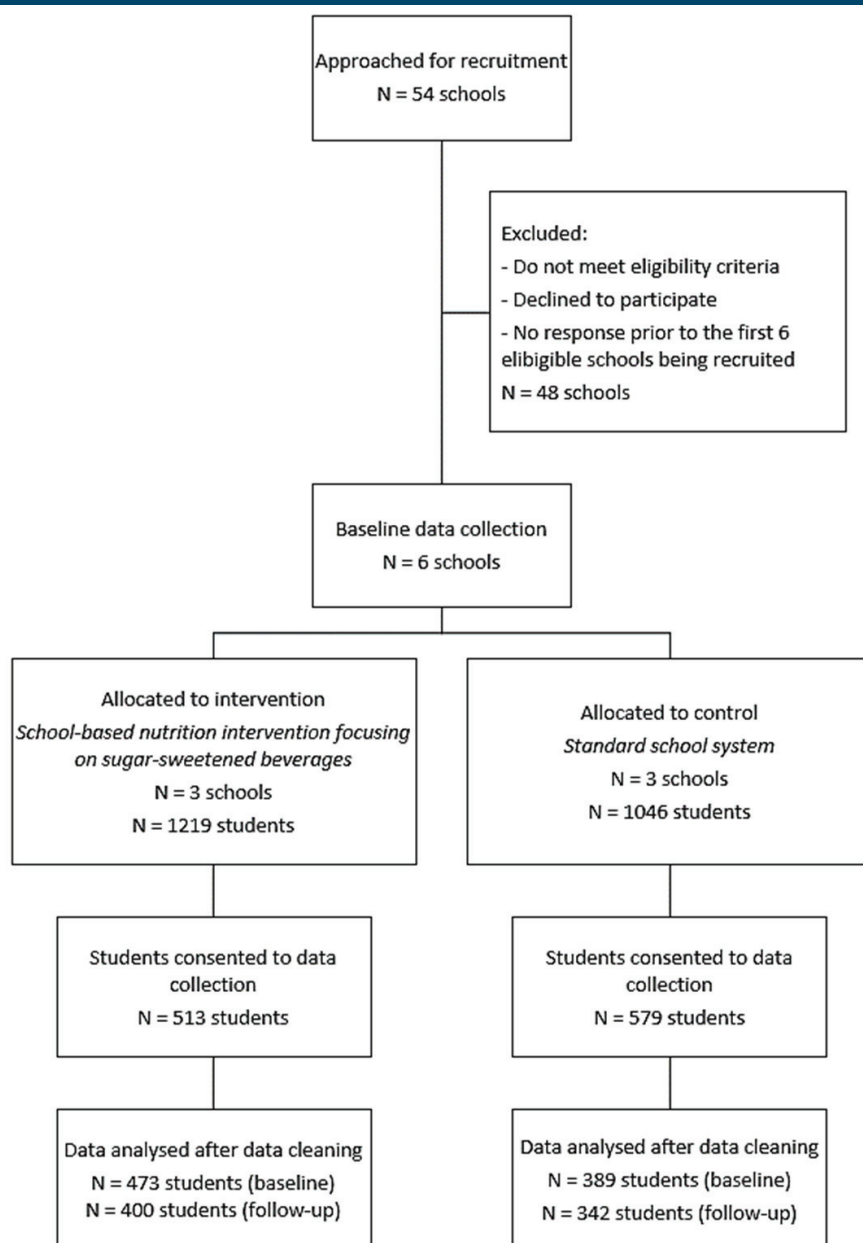 Approached for recruitment
N = 54 schools
Excluded:
- Do not meet eligibility criteria
- Declined to participate
- No response prior to the first 6
elibigible schools being recruited
N = 48 schools
Baseline data collection
N = 6 schools
Allocated to intervention
School-based nutrition intervention focusing
on sugar-sweetened beverages
N = 3 schools
N = 1219 students
Allocated to control
Standard school system
N = 3 schools
N = 1046 students
Students consented to data
collection
N = 513 students
Students consented to data
collection
N = 579 students
Data analysed after data cleaning
N = 473 students (baseline)
N = 400 students (follow-up)
Data analysed after data cleaning
N = 389 students (baseline)
N = 342 students (follow-up)